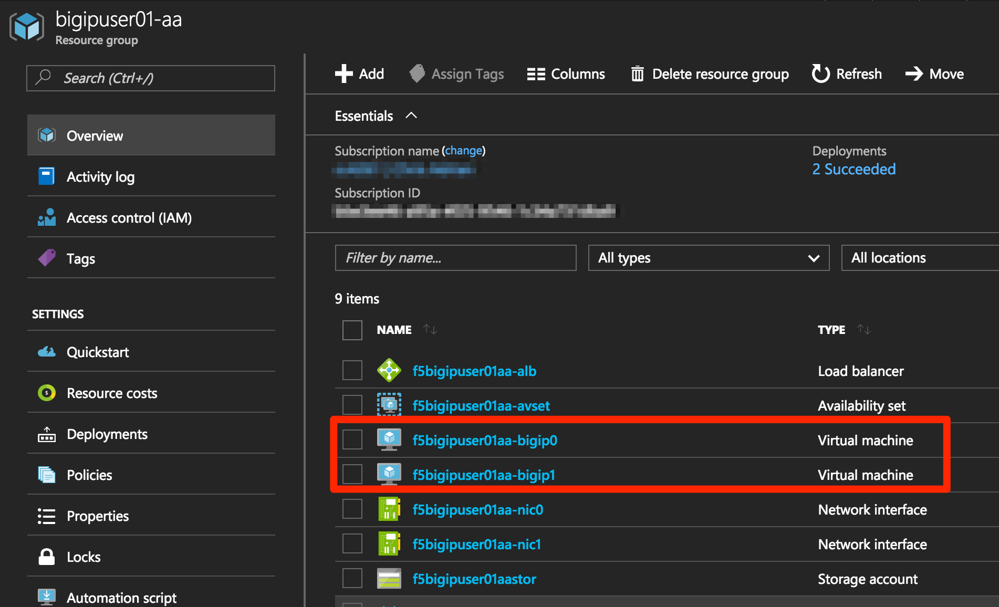 bigipuser01-aa
Resource group
Search (Ctrl+/)
Overview
Activity log
Access control (IAM)
Tags
SETTINGS
Quickstart
Resource costs
Deployments
Policies
Properties
Locks
Automation script
Add Assign Tags Columns Delete resource group Refresh Move
Essentials
Subscription name (change) Deployments
2 Succeeded
Subscription ID
Filter by name... All types All locations
9 items
NAME TYPE
f5bigipuser01aa-alb Load balancer
f5bigipuser01aa-avset Availability set
f5bigipuser01aa-bigip0 Virtual machine
f5bigipuser01aa-bigip1 Virtual machine
f5bigipuser01aa-nic0 Network interface
f5bigipuser01aa-nic1 Network interface
f5bigipuser01aastor Storage account